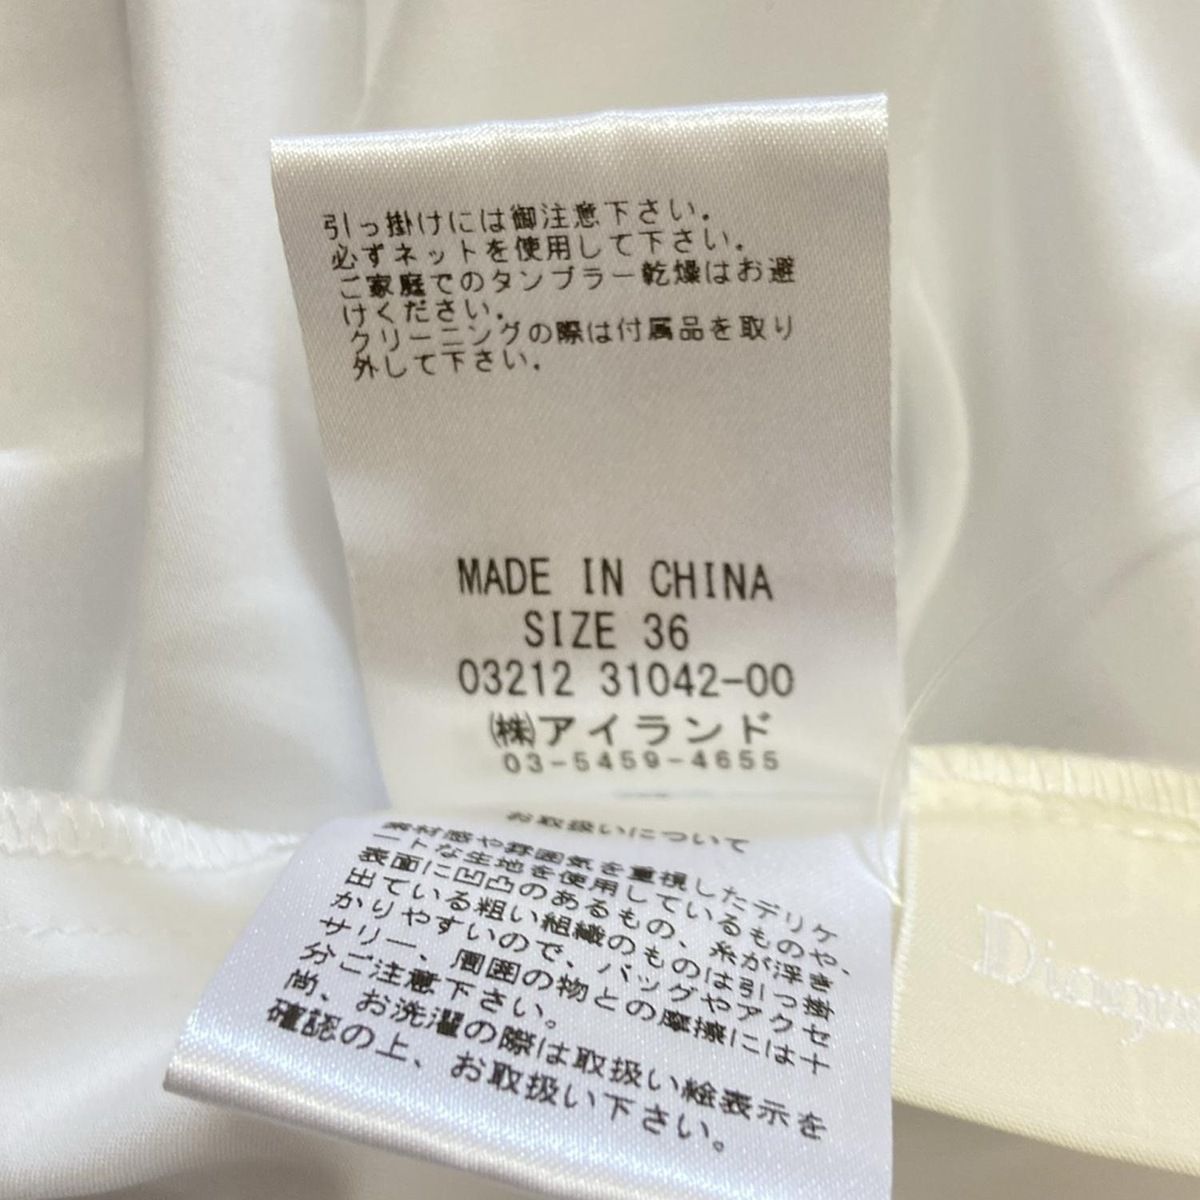 引っ掛けには御注意下さい.
必ずネットを使用して下さい.
ご家庭でのタンブラー乾燥はお避
けください.
クリーニングの際は付属品を取り
外して下さい.
MADE IN CHINA
SIZE 36
03212 31042-00
㈱アイランド
03-5459-4655
お取扱いについて
素材感や雰囲気を重視したデリケ
ートな生地を使用しているものや、
表面に凹凸のあるもの、糸が浮き
出ている粗い組織のものは引っ掛
かりやすいので、バッグやアクセ
サリー、周囲の物との摩擦には十
分ご注意下さい。
尚、お洗濯の際は取扱い絵表示を
確認の上、お取扱い下さい。